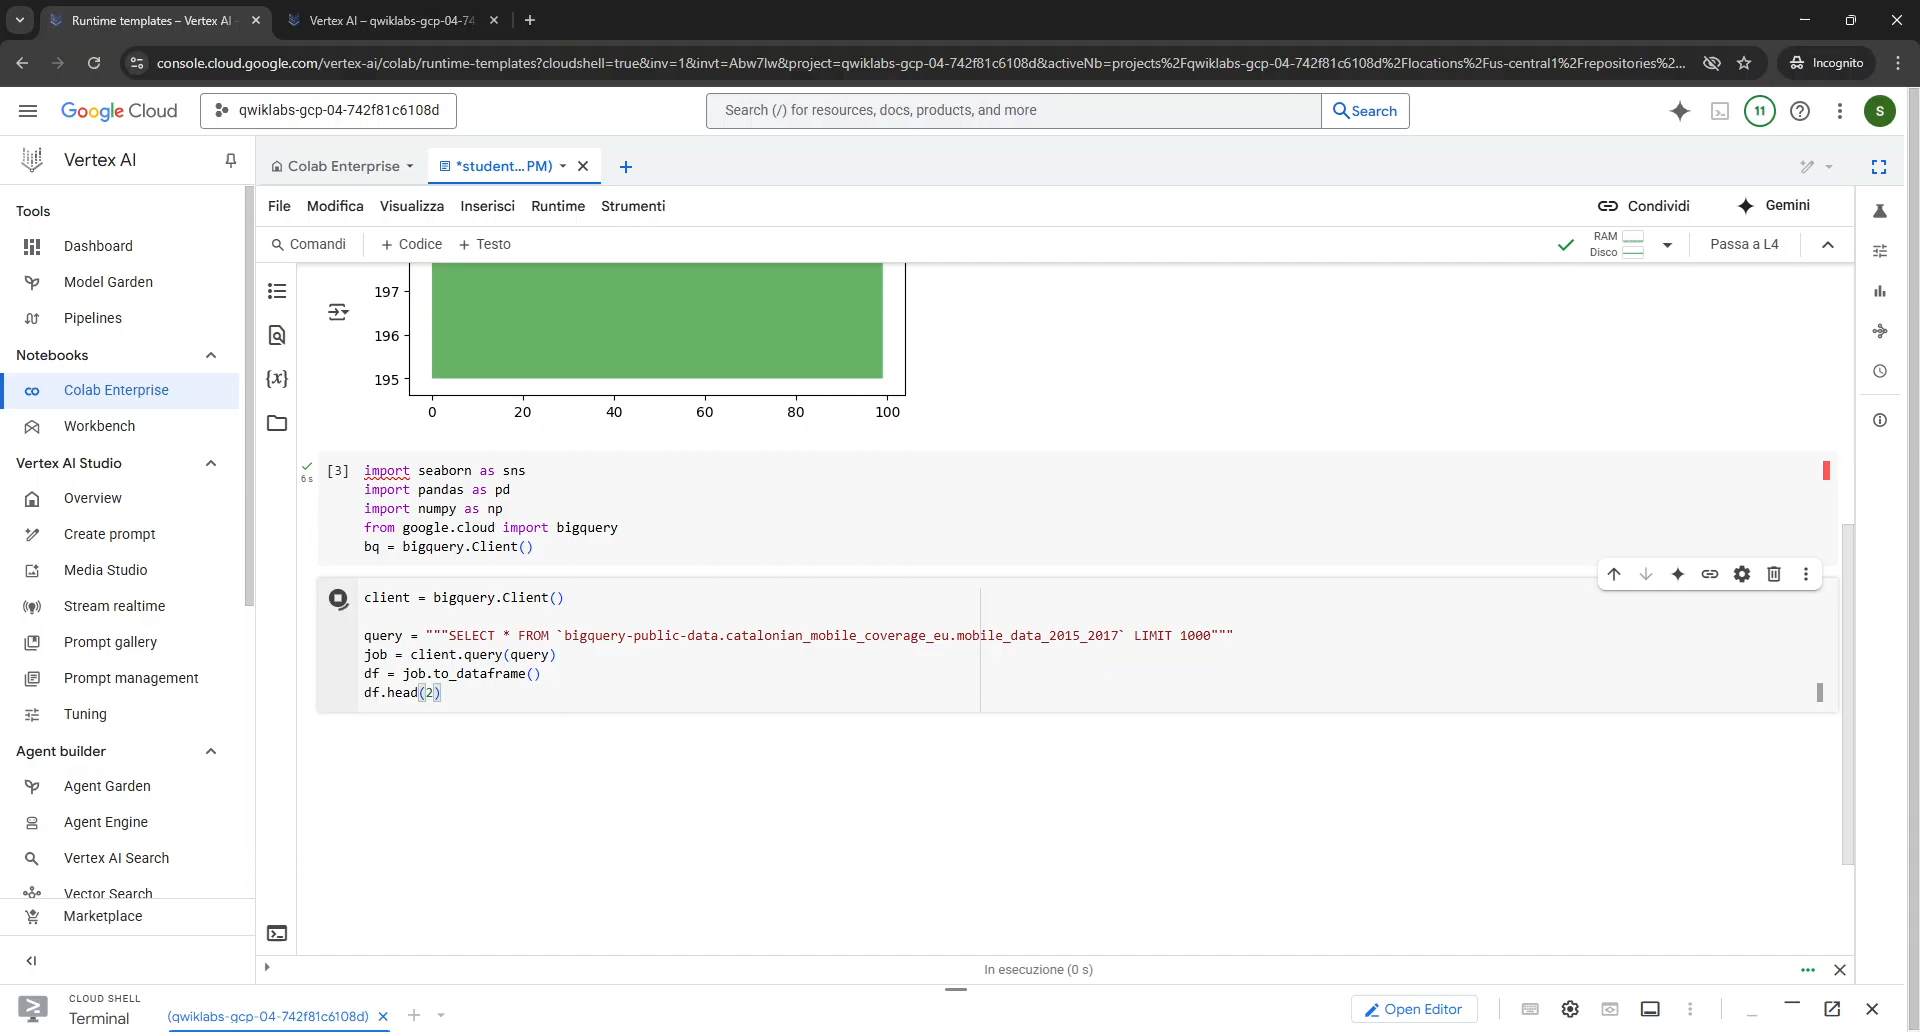 Runtime templates – Vertex AI
Vertex AI – qwiklabs-gcp-04-74
console.cloud.google.com/vertex-ai/colab/runtime-templates?cloudshell=true&inv=1&invt=Abw7lw&project=qwiklabs-gcp-04-742f81c6108d&activeNb=projects%2Fqwiklabs-gcp-04-742f81c6108d%2Flocations%2Fus-central1%2Frepositories%2...
Incognito
Google Cloud
qwiklabs-gcp-04-742f81c6108d
Search (/) for resources, docs, products, and more
Search
11
S
Vertex AI
Colab Enterprise
*student...PM)
Tools
Dashboard
Model Garden
Pipelines
Notebooks
Colab Enterprise
Workbench
Vertex AI Studio
Overview
Create prompt
Media Studio
Stream realtime
Prompt gallery
Prompt management
Tuning
Agent builder
Agent Garden
Agent Engine
Vertex AI Search
Vector Search
Marketplace
File Modifica Visualizza Inserisci Runtime Strumenti
Condividi
Gemini
Comandi
+ Codice + Testo
RAM
Disco
Passa a L4
197
196
195
0 20 40 60 80 100
6 s
[3]
import seaborn as sns
import pandas as pd
import numpy as np
from google.cloud import bigquery
bq = bigquery.Client()
client = bigquery.Client()
query = """SELECT * FROM `bigquery-public-data.catalonian_mobile_coverage_eu.mobile_data_2015_2017` LIMIT 1000"""
job = client.query(query)
df = job.to_dataframe()
df.head(2)
In esecuzione (0 s)
CLOUD SHELL
Terminal
(qwiklabs-gcp-04-742f81c6108d)
Open Editor